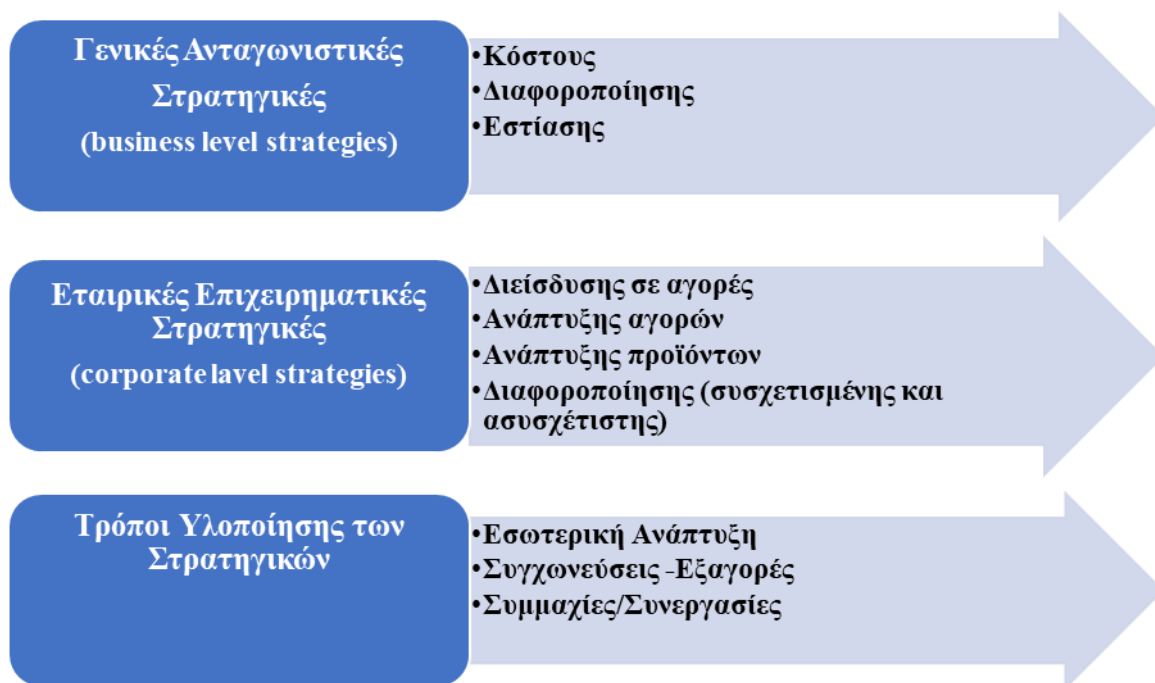 Γενικές Ανταγωνιστικές
Στρατηγικές
(business level strategies)
•Κόστους
•Διαφοροποίησης
•Εστίασης
Εταιρικές Επιχειρηματικές
Στρατηγικές
(corporate lavel strategies)
•Διείσδυσης σε αγορές
•Ανάπτυξης αγορών
•Ανάπτυξης προϊόντων
•Διαφοροποίησης (συσχετισμένης και
ασυσχέτιστης)
Τρόποι Υλοποίησης των
Στρατηγικών
•Εσωτερική Ανάπτυξη
•Συγχωνεύσεις -Εξαγορές
•Συμμαχίες/Συνεργασίες